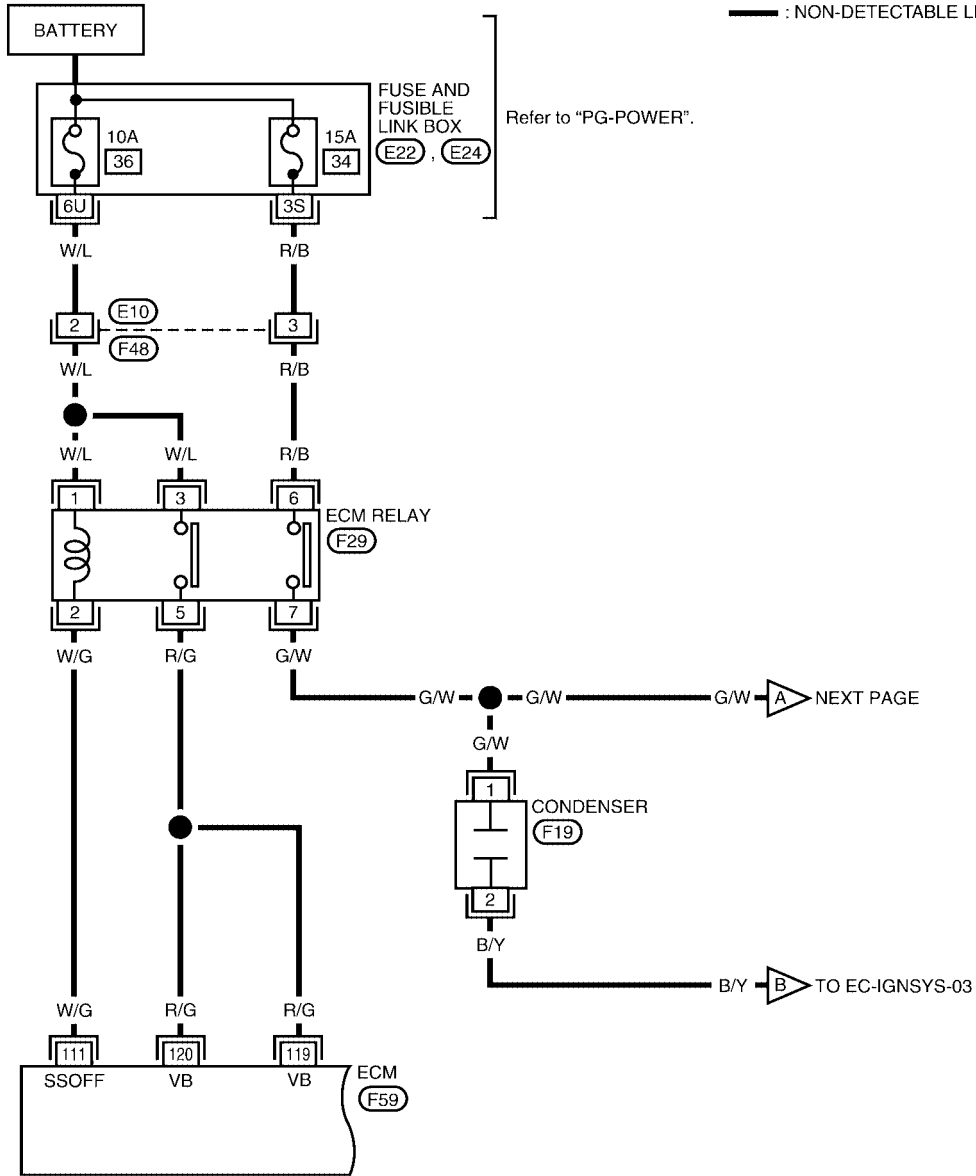 BATTERY
: NON-DETECTABLE LI
FUSE AND
FUSIBLE
LINK BOX
E22 , E24
Refer to “PG-POWER”.
10A
36
15A
34
6U
3S
W/L
R/B
2
E10
F48
3
W/L
R/B
W/L
W/L
R/B
1
3
6
ECM RELAY
F29
2
5
7
W/G
R/G
G/W
G/W
G/W
G/W
A
NEXT PAGE
G/W
1
CONDENSER
F19
2
B/Y
B/Y
B
TO EC-IGNSYS-03
W/G
R/G
R/G
111
120
119
SSOFF
VB
VB
ECM
F59